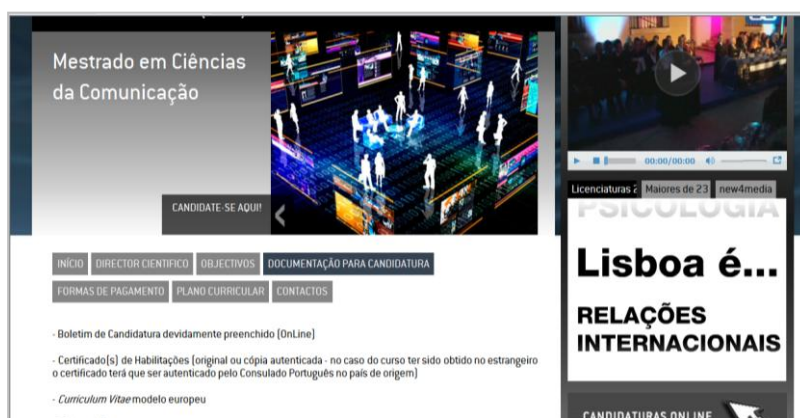 Mestrado em Ciências
da Comunicação
CANDIDATE-SE AQUI!
INÍCIO DIRECTOR CIENTIFICO OBJECTIVOS DOCUMENTAÇÃO PARA CANDIDATURA
FORMAS DE PAGAMENTO PLANO CURRICULAR CONTACTOS
- Boletim de Candidatura devidamente preenchido (OnLine)
- Certificado(s) de Habilitações (original ou cópia autenticada - no caso do curso ter sido obtido no estrangeiro
o certificado terá que ser autenticado pelo Consulado Português no país de origem)
- Curriculum Vitae modelo europeu
00:00/00:00
Licenciaturas Maiores de 23 new4media
PSICOLOGIA
Lisboa é...
RELAÇÕES
INTERNACIONAIS
CANDIDATURAS ONLINE